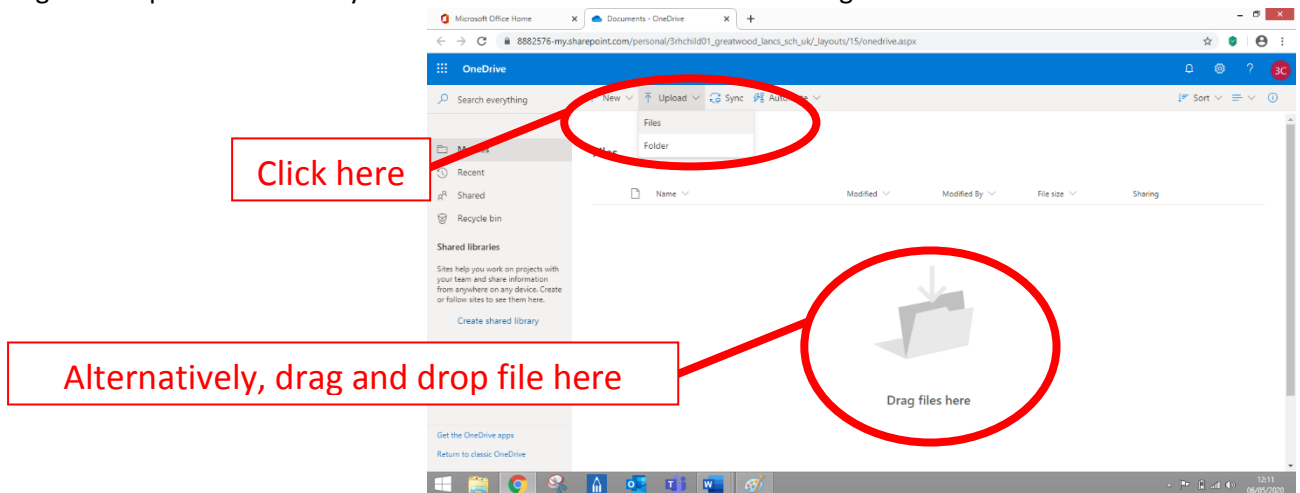 Microsoft Office Home
Documents - OneDrive
8882576-my.sharepoint.com/personal/3rhchild01_greatwood_lancs_sch_uk/_layouts/15/onedrive.aspx
OneDrive
3C
Search everything
New
Upload
Sync
Sort
Files
Folder
Click here
Recent
Shared
Recycle bin
Name
Modified
Modified By
File size
Sharing
Shared libraries
Sites help you work on projects with
your team and share information
from anywhere on any device. Create
or follow sites to see them here.
Create shared library
Alternatively, drag and drop file here
Drag files here
Get the OneDrive apps
Return to classic OneDrive
12:11
06/05/2020